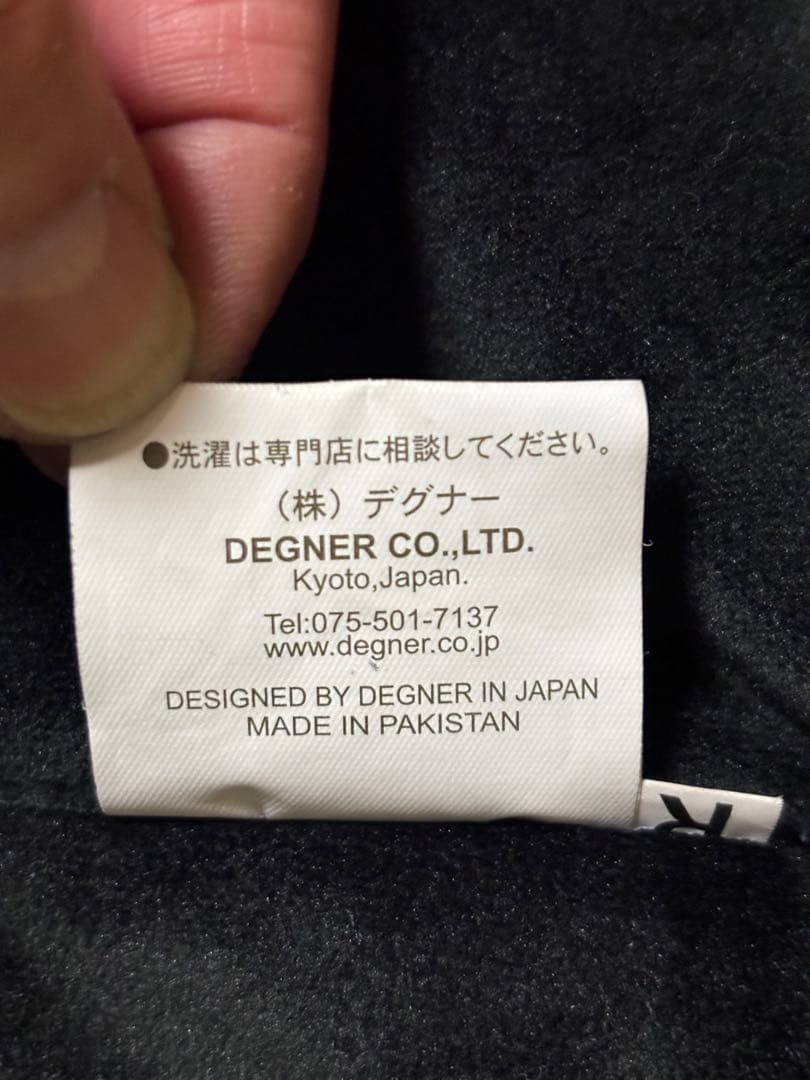 ●洗濯は専門店に相談してください。
（株）デグナー
DEGNER CO.,LTD.
Kyoto,Japan.
Tel:075-501-7137
www.degner.co.jp
DESIGNED BY DEGNER IN JAPAN
MADE IN PAKISTAN